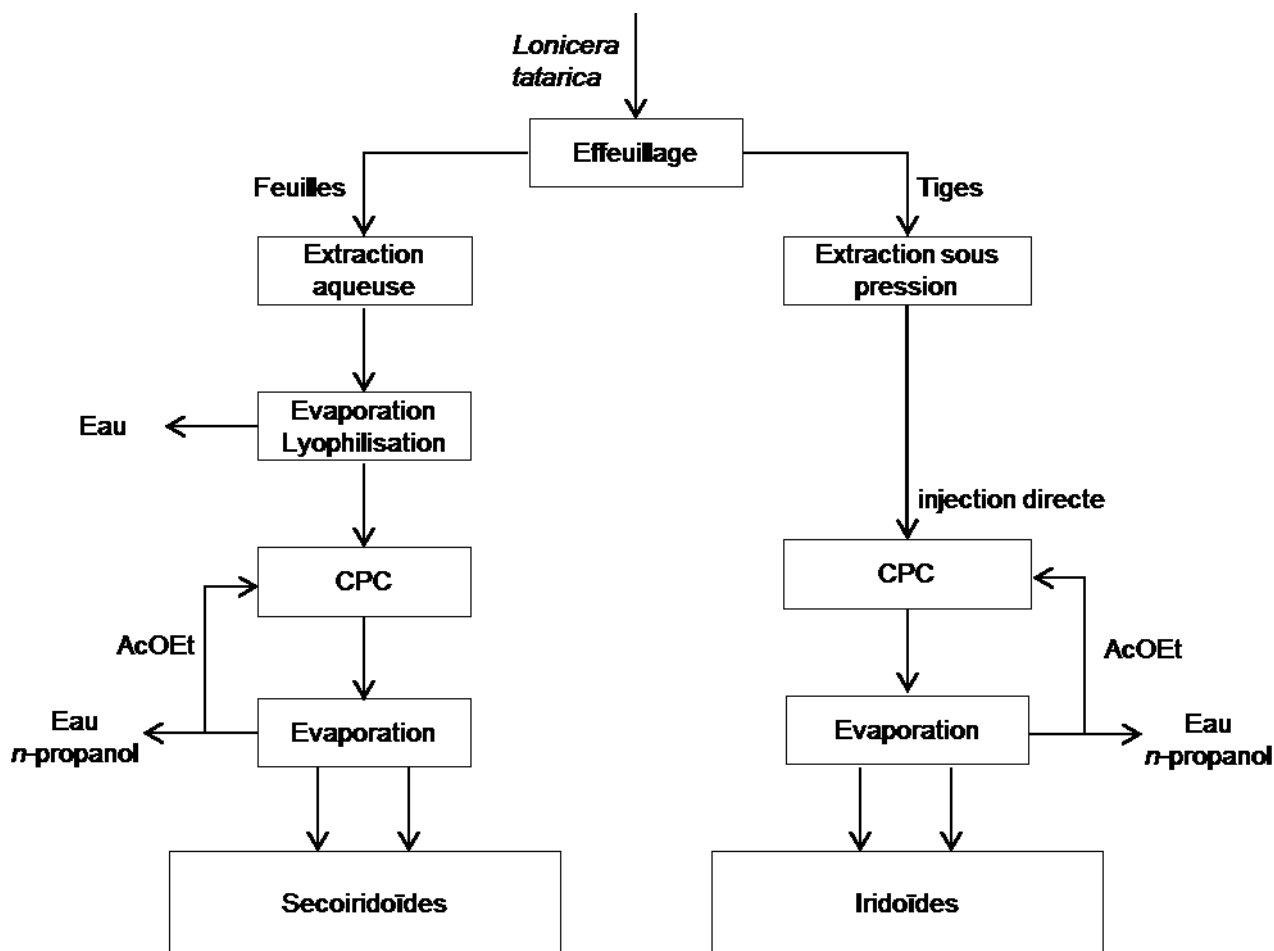 Lonicera
tatarica
Effeuillage
Feuilles
Tiges
Extraction
aqueuse
Extraction sous
pression
Eau
Evaporation
Lyophilisation
injection directe
CPC
CPC
AcOEt
AcOEt
Eau
n-propanol
Evaporation
Evaporation
Eau
n-propanol
Secoiridoïdes
Iridoïdes